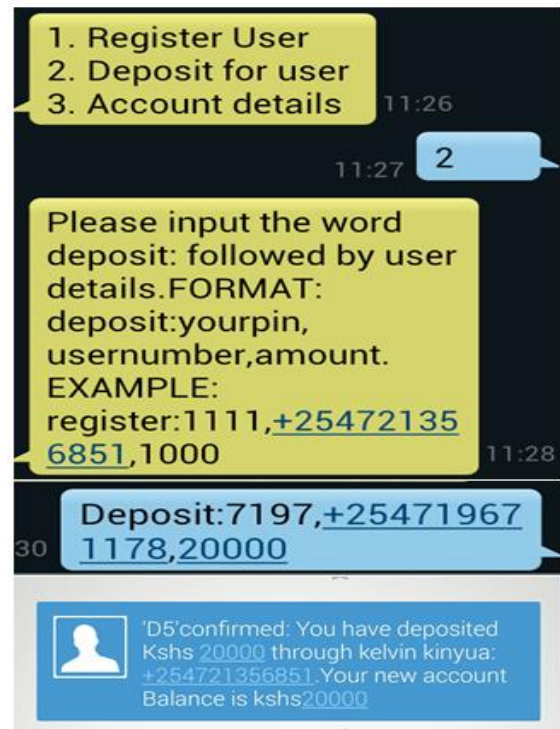 1. Register User
2. Deposit for user
3. Account details
11:26
2
11:27
Please input the word
deposit: followed by user
details.FORMAT:
deposit:yourpin,
usernumber,amount.
EXAMPLE:
register:1111,+25472135
6851,1000
11:28
Deposit:7197,+25471967
1178,20000
30
'D5'confirmed: You have deposited
Kshs 20000 through kelvin kinyua:
+254721356851.Your new account
Balance is kshs20000